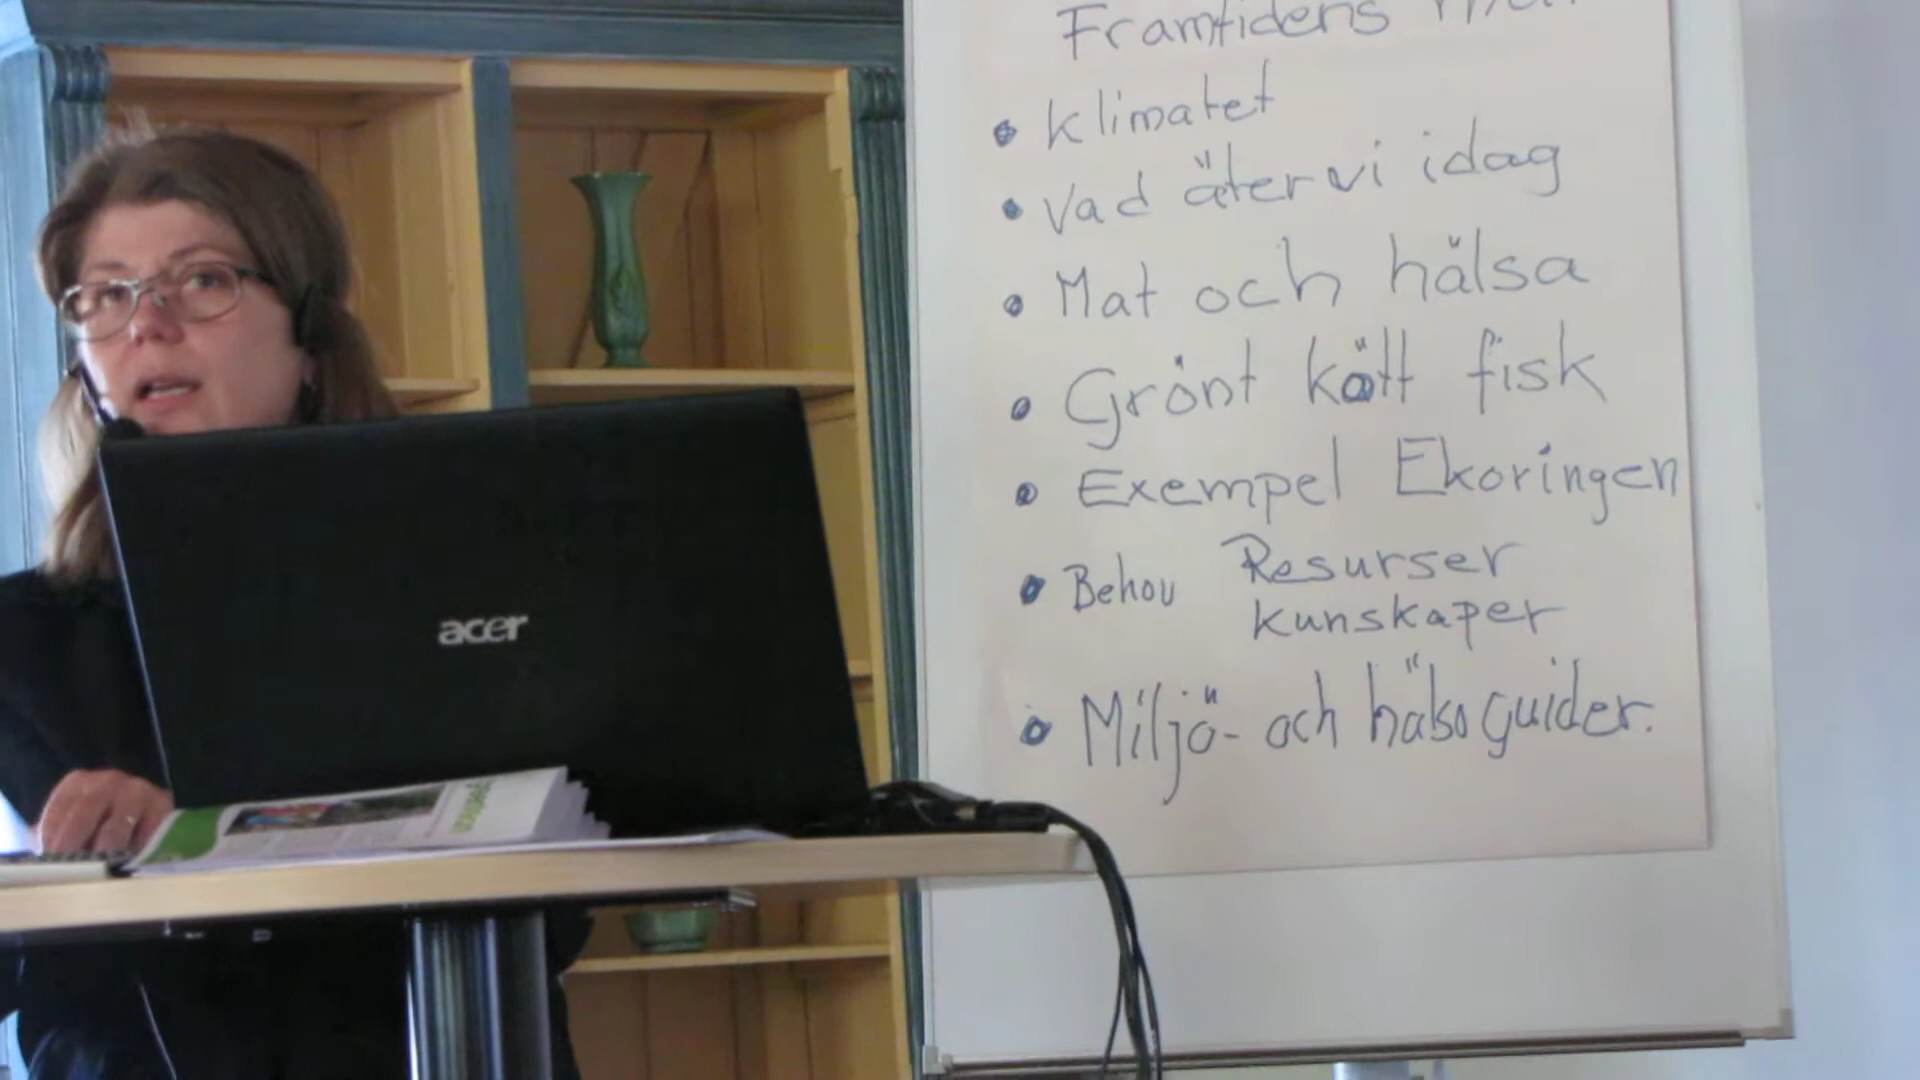 Framtidens
• Klimatet
• Vad äter vi idag
• Mat och hälsa
• Grönt kött fisk
• Exempel Ekoringen
• Behov Resurser
kunskaper
• Miljö- och hälsoguider.
acer